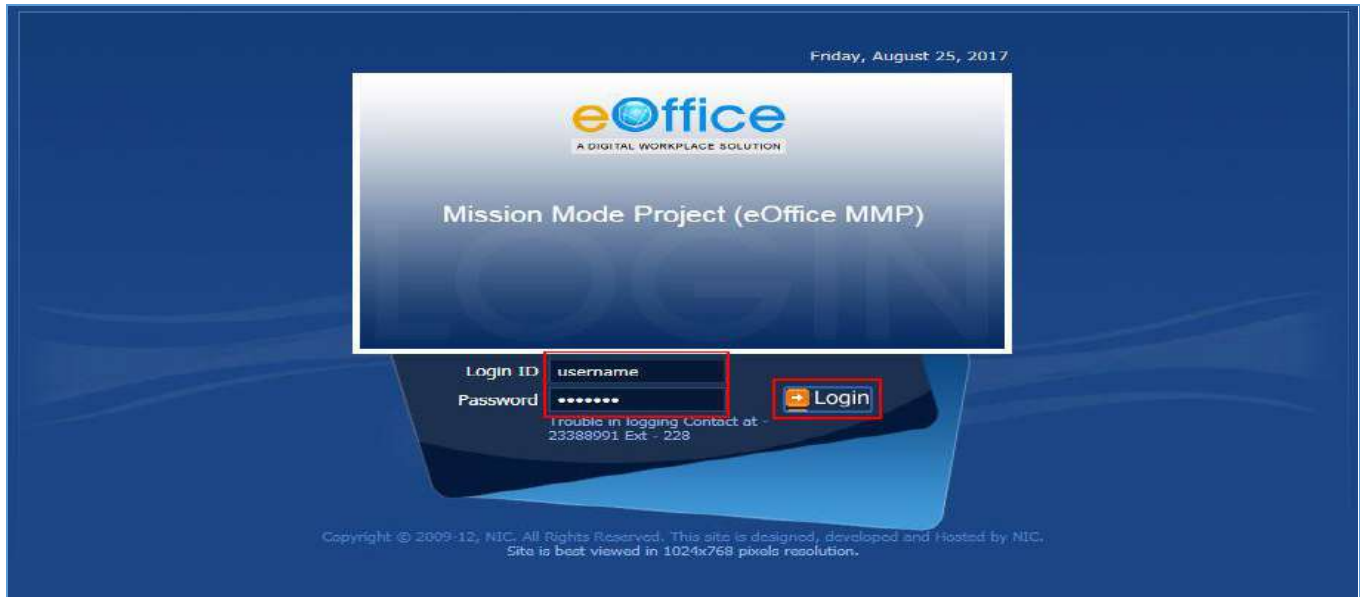 Friday, August 25, 2017
eOffice
A DIGITAL WORKPLACE SOLUTION
Mission Mode Project (eOffice MMP)
LOGIN
Login ID username
Password •••••••
Login
Trouble in logging Contact at -
23388991 Ext - 228
Copyright © 2009-12, NIC. All Rights Reserved. This site is designed, developed and Hosted by NIC.
Site is best viewed in 1024x768 pixels resolution.